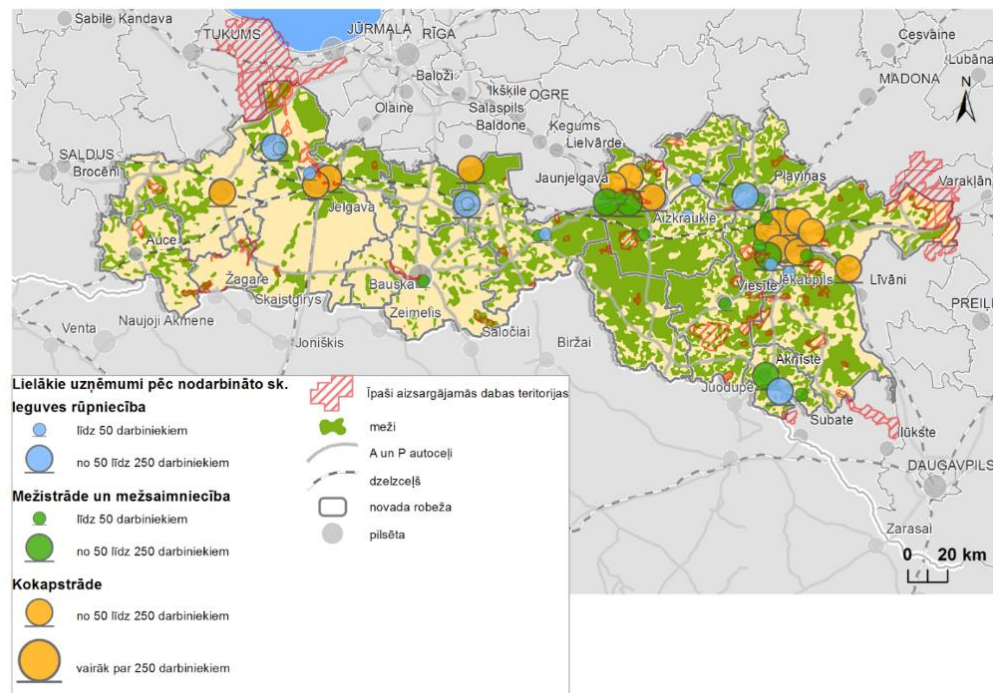 Sabile Kandava
TUKUMS
JŪRMALA
RĪGA
Cesvaine
Lubāna
MADONA
N
Baloži
Ikšķile OGRE
Olaine
Salaspils
Baldone
Ķegums
Lielvārde
SALDUS
Brocēni
Jaunjelgava
Pļaviņas
Varakļāni
Jelgava
Aizkraukle
Auce
Jēkabpils
Līvāni
Viesīte
Žagare
Bauska
PREIĻI
Skaistgirys
Zeimelis
Venta
Naujoji Akmene
Saločiai
Joniškis
Biržai
Aknīste
Juodupe
Subate
Ilūkste
DAUGAVPILS
Zarasai
0 20 km
Lielākie uzņēmumi pēc nodarbināto sk.
Ieguves rūpniecība
līdz 50 darbiniekiem
no 50 līdz 250 darbiniekiem
Mežistrāde un mežsaimniecība
līdz 50 darbiniekiem
no 50 līdz 250 darbiniekiem
Kokapstrāde
no 50 līdz 250 darbiniekiem
vairāk par 250 darbiniekiem
Īpaši aizsargājamās dabas teritorijas
meži
A un P autoceļi
dzelzceļš
novada robeža
pilsēta